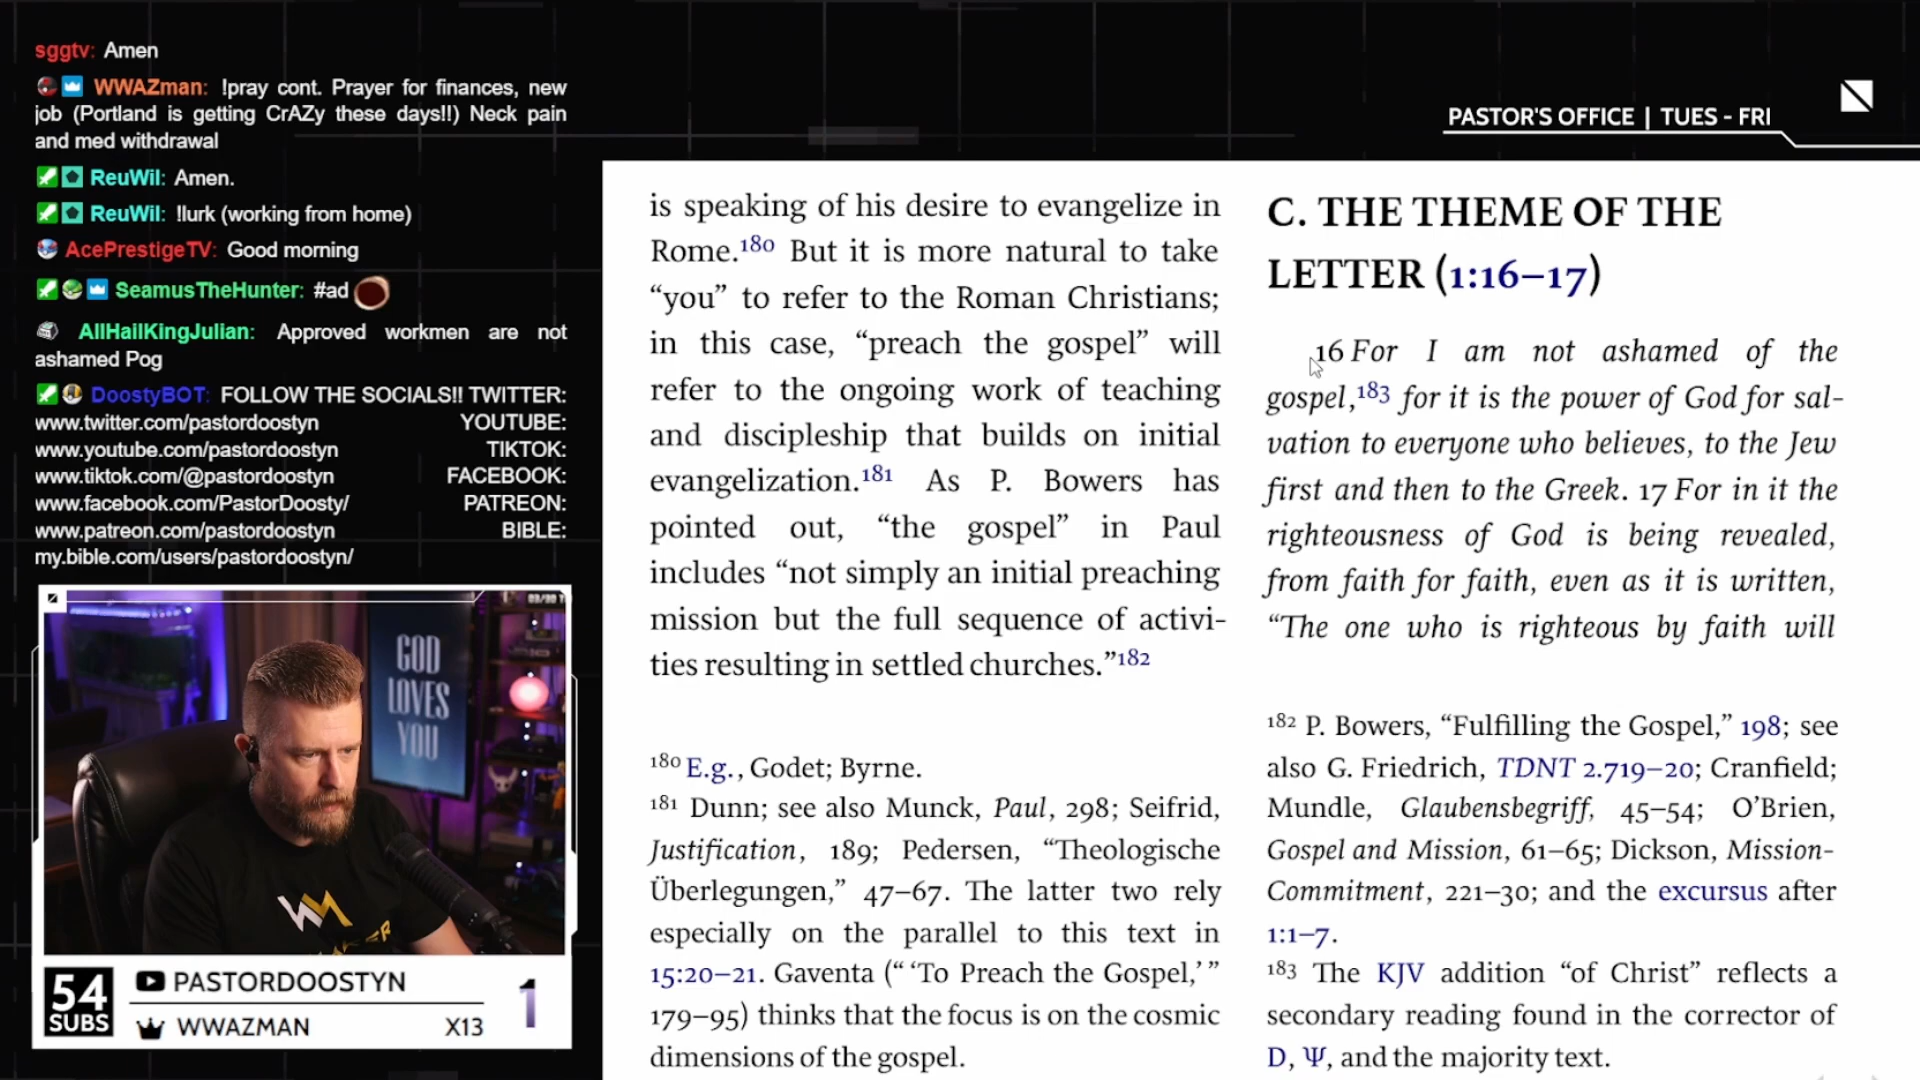 sggtv: Amen
WWAZman: !pray cont. Prayer for finances, new
job (Portland is getting CrAZy these days!!) Neck pain
and med withdrawal
ReuWil: Amen.
ReuWil: !lurk (working from home)
AcePrestigeTV: Good morning
SeamusTheHunter: #ad
AllHailKingJulian: Approved workmen are not
ashamed Pog
DoostyBOT: FOLLOW THE SOCIALS!! TWITTER:
www.twitter.com/pastordoostyn YOUTUBE:
www.youtube.com/pastordoostyn TIKTOK:
www.tiktok.com/@pastordoostyn FACEBOOK:
www.facebook.com/PastorDoosty/ PATREON:
www.patreon.com/pastordoostyn BIBLE:
my.bible.com/users/pastordoostyn/
GOD
LOVES
YOU
54
SUBS
PASTORDOOSTYN
WWAZMAN X13
1
PASTOR'S OFFICE | TUES - FRI
is speaking of his desire to evangelize in
Rome.180 But it is more natural to take
“you” to refer to the Roman Christians;
in this case, “preach the gospel” will
refer to the ongoing work of teaching
and discipleship that builds on initial
evangelization.181 As P. Bowers has
pointed out, “the gospel” in Paul
includes “not simply an initial preaching
mission but the full sequence of activi-
ties resulting in settled churches.”182
180 E.g., Godet; Byrne.
181 Dunn; see also Munck, Paul, 298; Seifrid,
Justification, 189; Pedersen, “Theologische
Überlegungen,” 47–67. The latter two rely
especially on the parallel to this text in
15:20–21. Gaventa (“‘To Preach the Gospel,’”
179–95) thinks that the focus is on the cosmic
dimensions of the gospel.
C. THE THEME OF THE
LETTER (1:16–17)
16 For I am not ashamed of the
gospel,183 for it is the power of God for sal-
vation to everyone who believes, to the Jew
first and then to the Greek. 17 For in it the
righteousness of God is being revealed,
from faith for faith, even as it is written,
“The one who is righteous by faith will
182 P. Bowers, “Fulfilling the Gospel,” 198; see
also G. Friedrich, TDNT 2.719–20; Cranfield;
Mundle, Glaubensbegriff, 45–54; O’Brien,
Gospel and Mission, 61–65; Dickson, Mission-
Commitment, 221–30; and the excursus after
1:1–7.
183 The KJV addition “of Christ” reflects a
secondary reading found in the corrector of
D, Ψ, and the majority text.